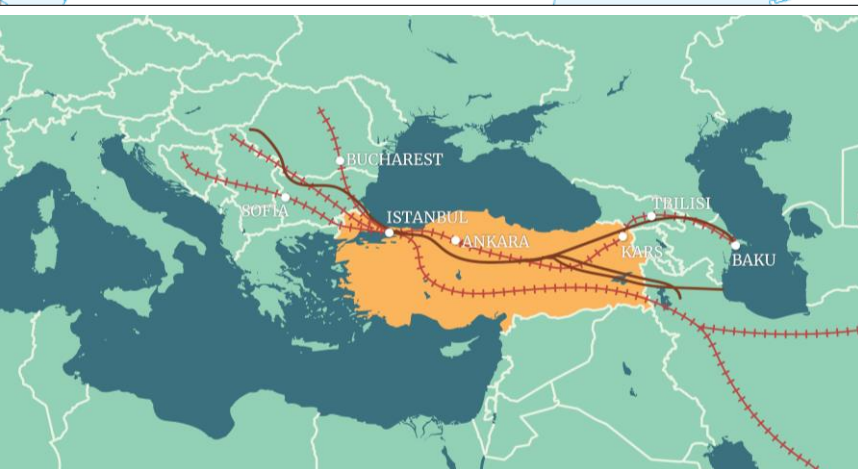 BUCHAREST
SOFIA
ISTANBUL
ANKARA
TBILISI
KARS
BAKU